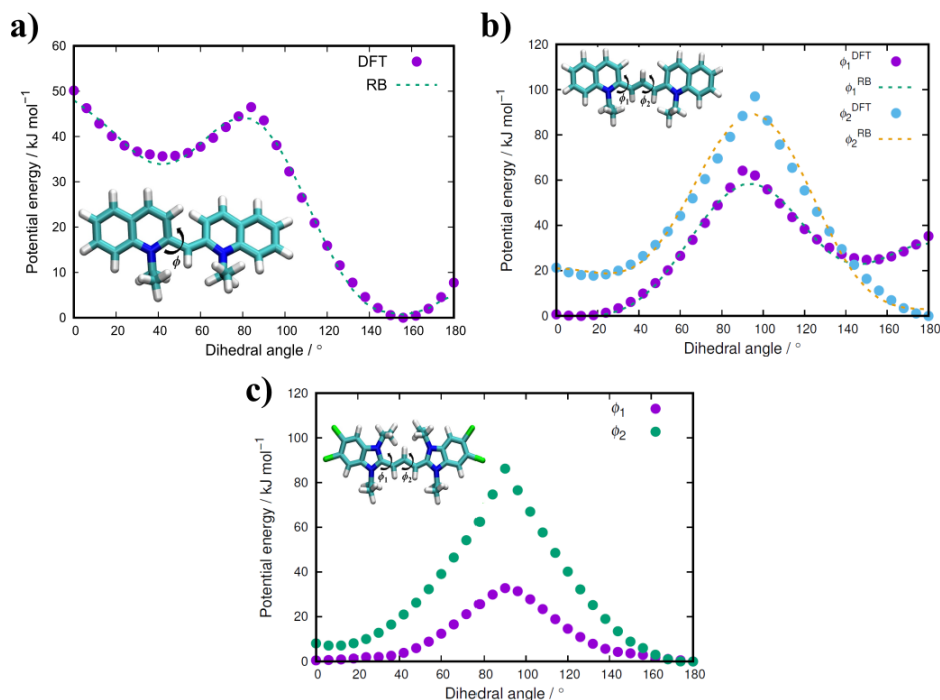 a)
Potential energy / kJ mol⁻¹
60
50
40
30
20
10
0
DFT
RB
ϕ
0 20 40 60 80 100 120 140 160 180
Dihedral angle / °
b)
Potential energy / kJ mol⁻¹
120
100
80
60
40
20
0
ϕ₁ᴰᶠᵀ
ϕ₁ᴿᴮ
ϕ₂ᴰᶠᵀ
ϕ₂ᴿᴮ
ϕ₁ ϕ₂
0 20 40 60 80 100 120 140 160 180
Dihedral angle / °
c)
Potential energy / kJ mol⁻¹
120
100
80
60
40
20
0
ϕ₁
ϕ₂
ϕ₁ ϕ₂
0 20 40 60 80 100 120 140 160 180
Dihedral angle / °